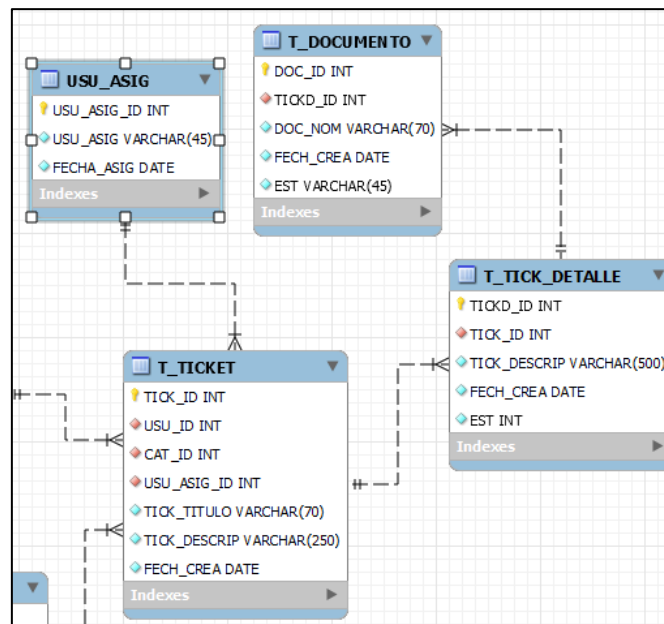 USU_ASIG
USU_ASIG_ID INT
USU_ASIG VARCHAR(45)
FECHA_ASIG DATE
Indexes
T_DOCUMENTO
DOC_ID INT
TICKD_ID INT
DOC_NOM VARCHAR(70)
FECH_CREA DATE
EST VARCHAR(45)
Indexes
T_TICK_DETALLE
TICKD_ID INT
TICK_ID INT
TICK_DESCRIP VARCHAR(500)
FECH_CREA DATE
EST INT
Indexes
T_TICKET
TICK_ID INT
USU_ID INT
CAT_ID INT
USU_ASIG_ID INT
TICK_TITULO VARCHAR(70)
TICK_DESCRIP VARCHAR(250)
FECH_CREA DATE
Indexes